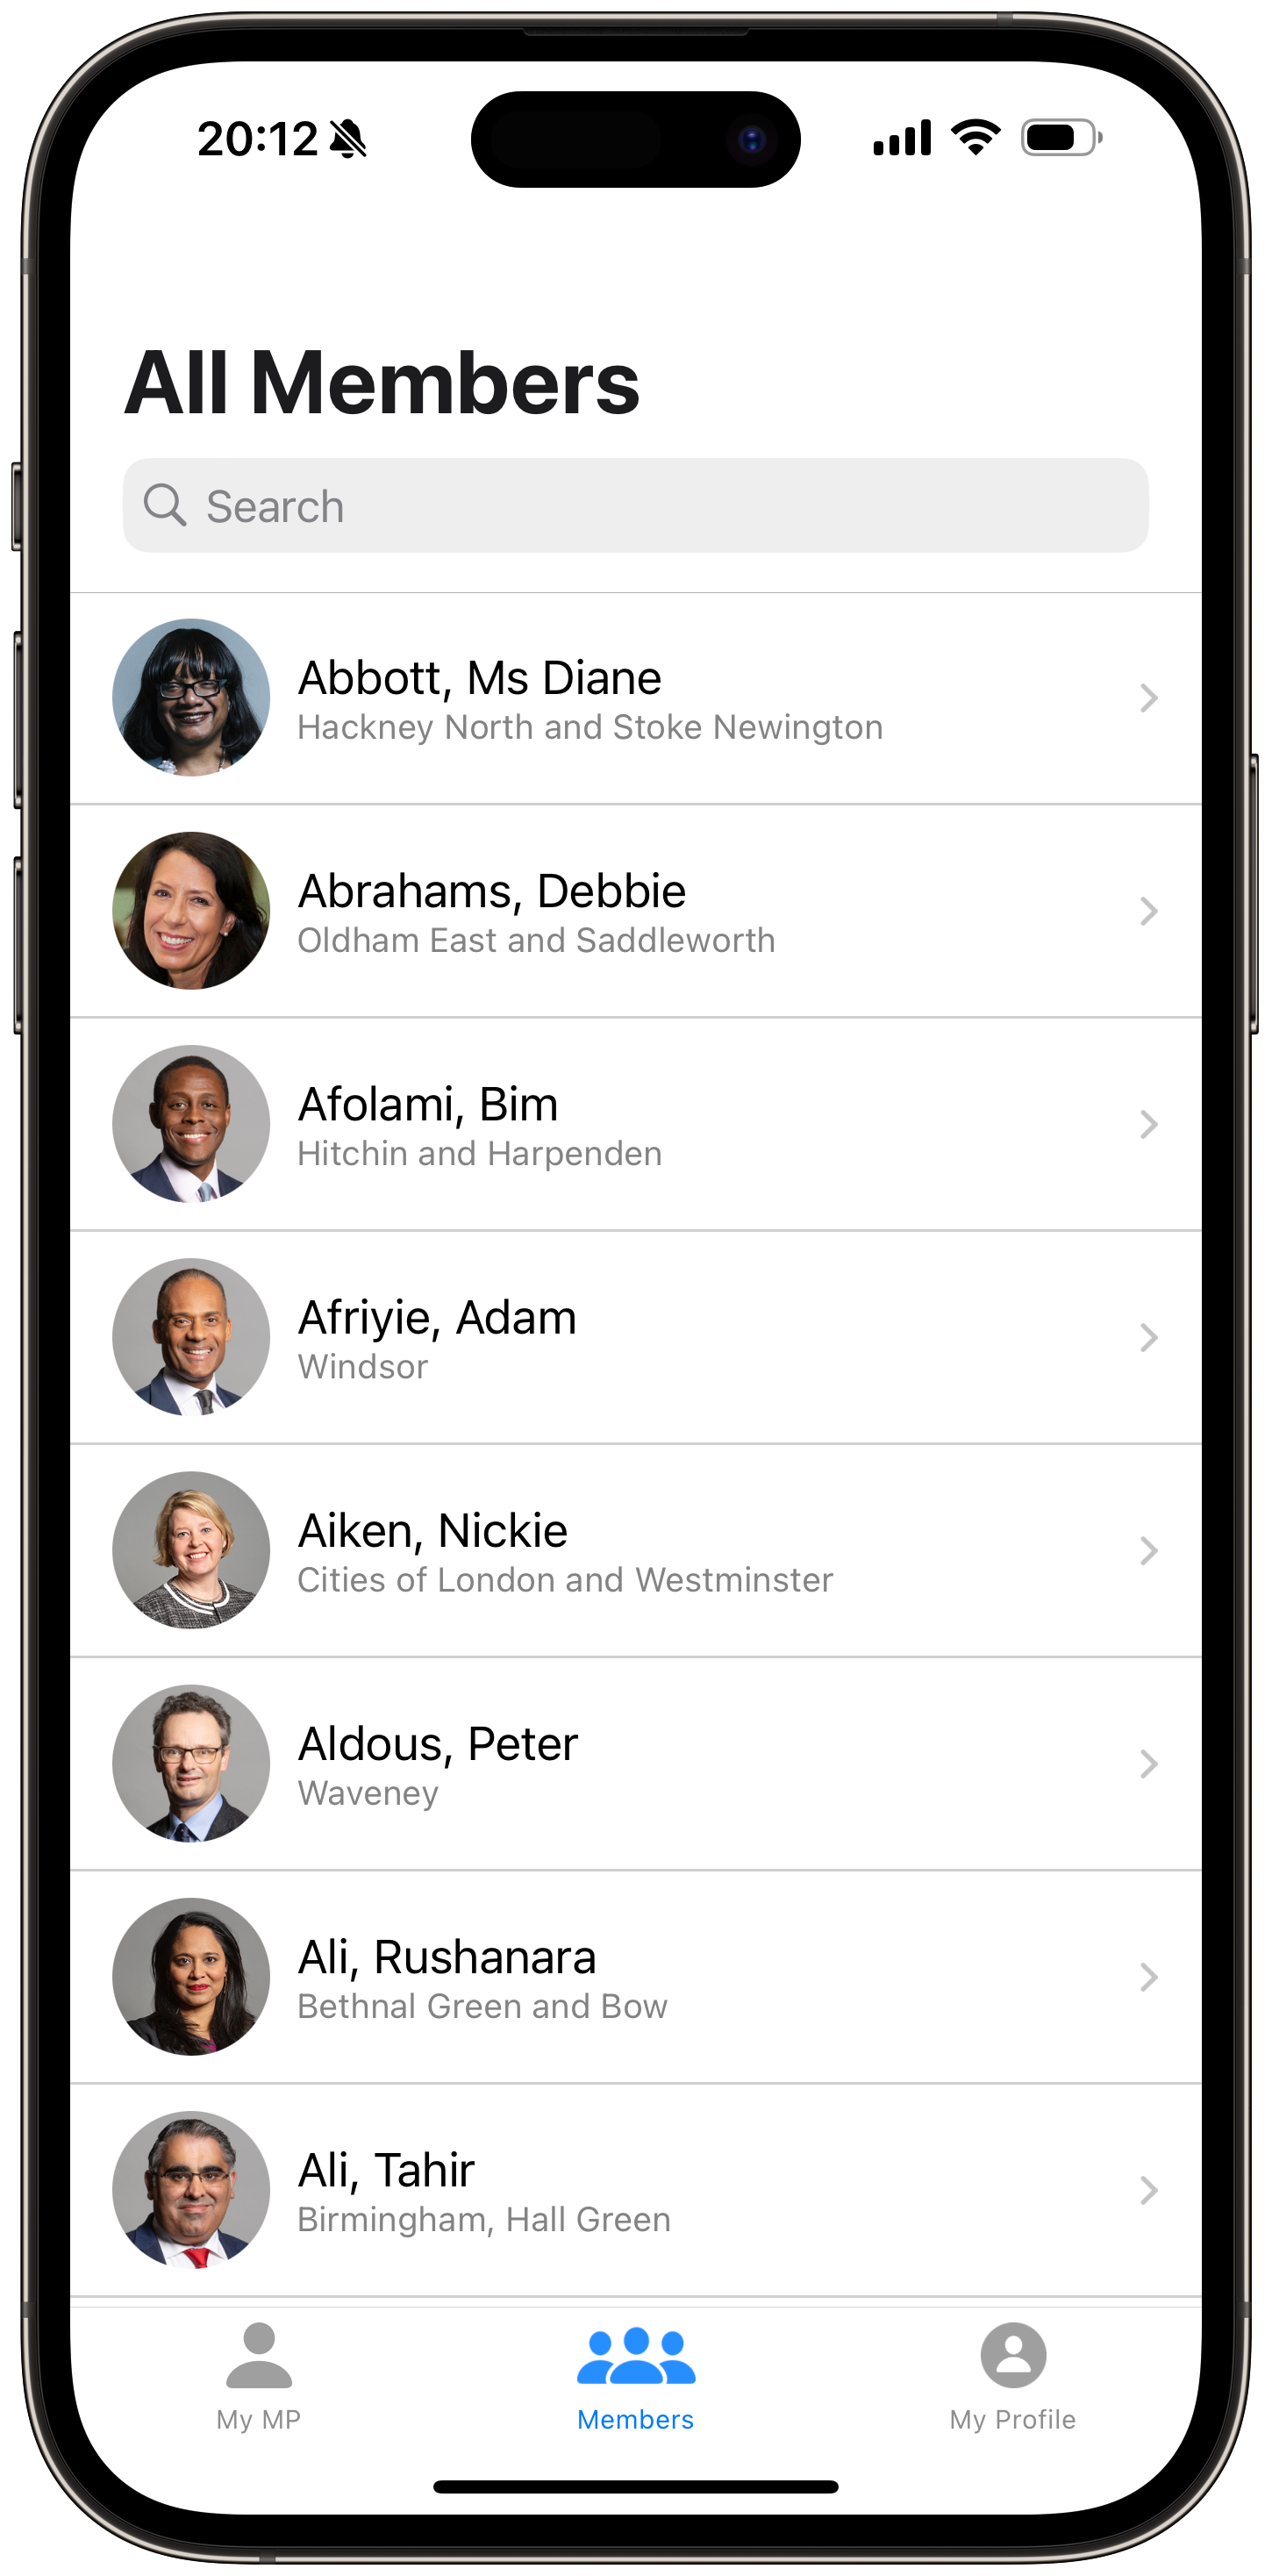 20:12
All Members
Search
Abbott, Ms Diane
Hackney North and Stoke Newington
Abrahams, Debbie
Oldham East and Saddleworth
Afolami, Bim
Hitchin and Harpenden
Afriyie, Adam
Windsor
Aiken, Nickie
Cities of London and Westminster
Aldous, Peter
Waveney
Ali, Rushanara
Bethnal Green and Bow
Ali, Tahir
Birmingham, Hall Green
My MP
Members
My Profile